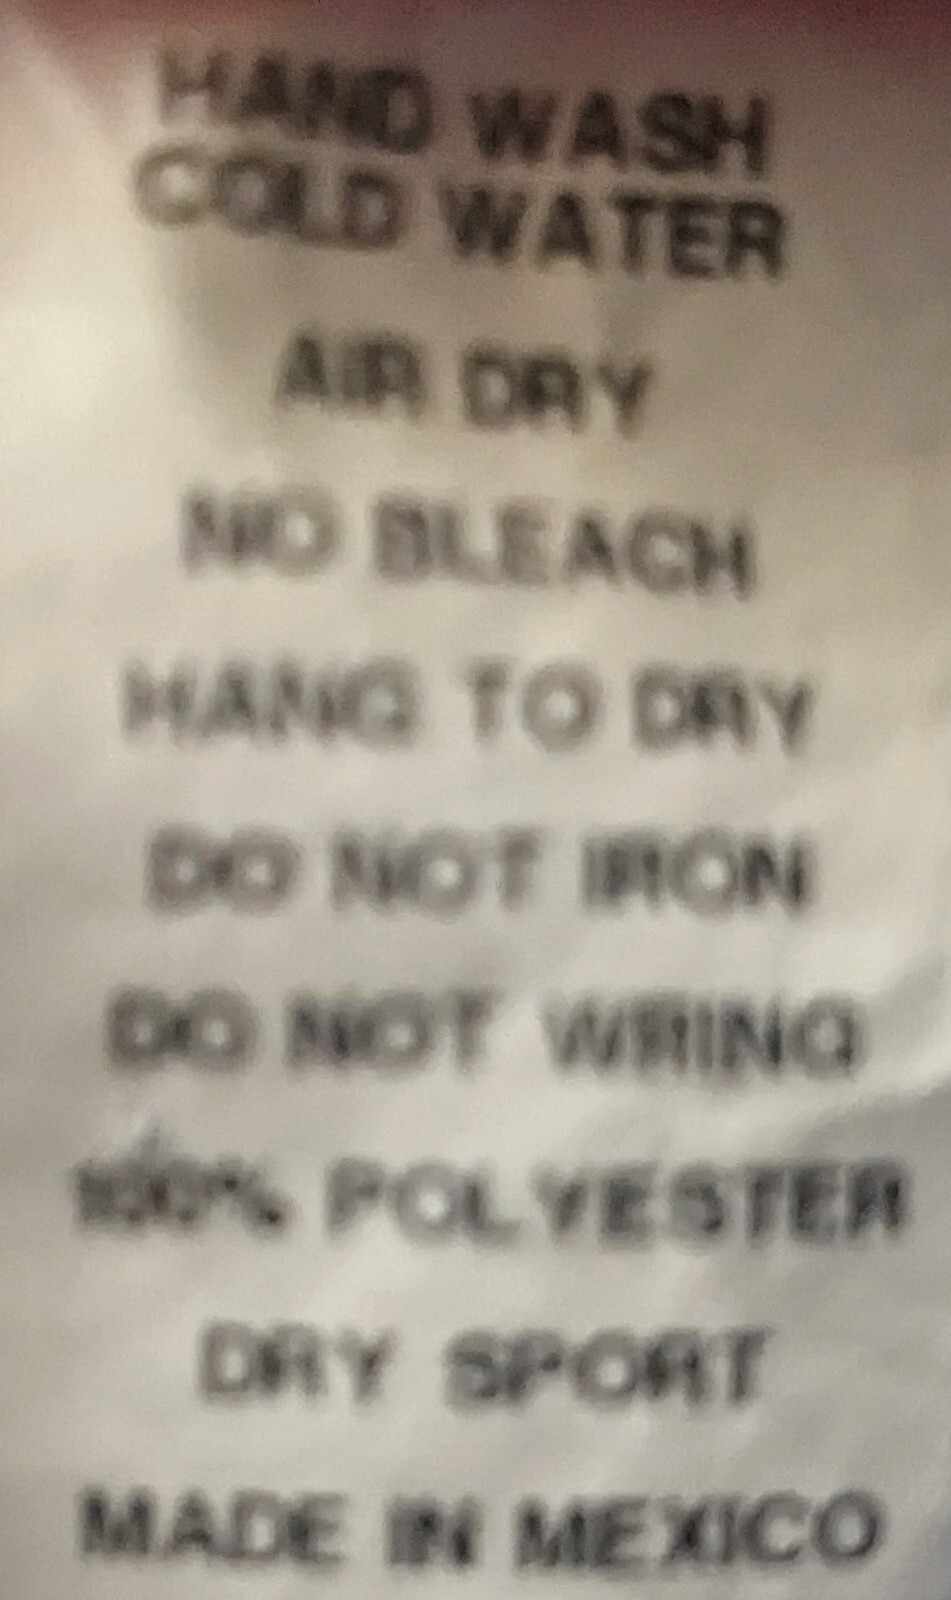 HAND WASH
COLD WATER
AIR DRY
NO BLEACH
HANG TO DRY
DO NOT IRON
DO NOT WRING
100% POLYESTER
DRY SPORT
MADE IN MEXICO